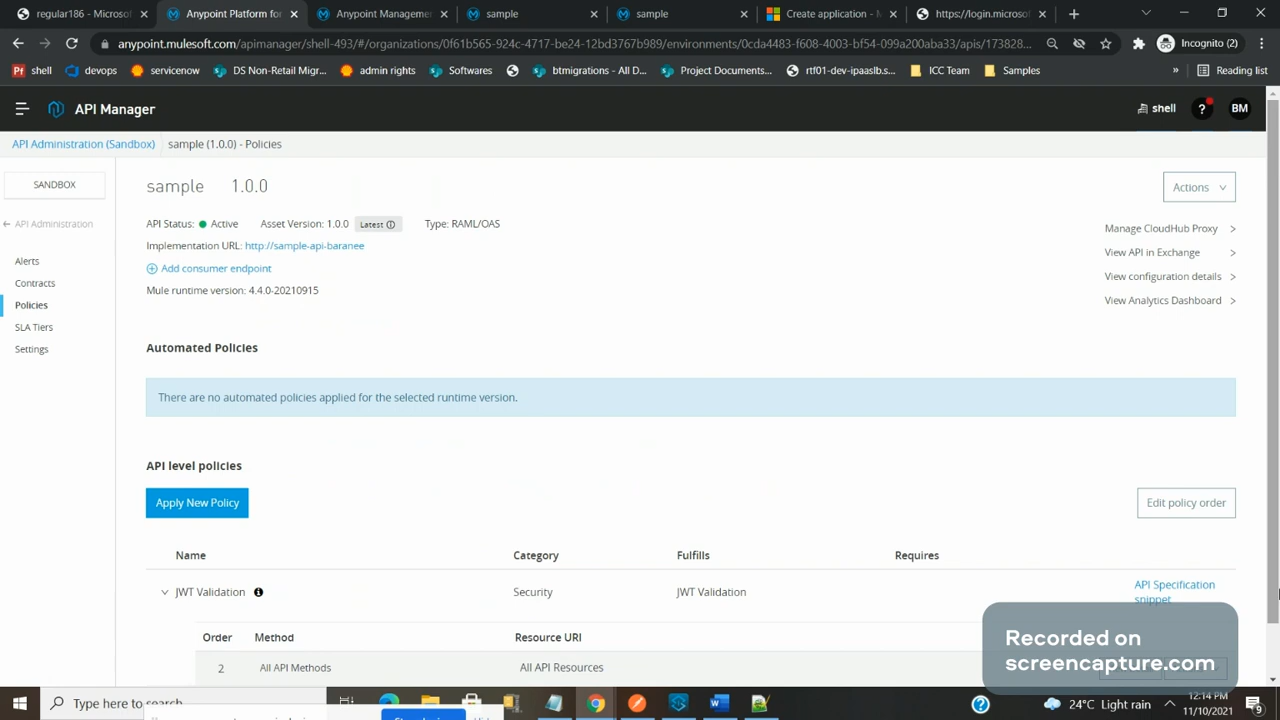 regular186 - Microsof
Anypoint Platform for
Anypoint Management
sample
sample
Create application - M
https://login.microsof
anypoint.mulesoft.com/apimanager/shell-493/#/organizations/0f61b565-924c-4717-be24-12bd3767b989/environments/0cda4483-f608-4003-bf54-099a200aba33/apis/173828...
Incognito (2)
shell
devops
servicenow
DS Non-Retail Migr...
admin rights
Softwares
btmigrations - All D...
Project Documents...
rtf01-dev-ipaaslb....
ICC Team
Samples
»
Reading list
API Manager
shell
?
BM
API Administration (Sandbox)
sample (1.0.0) - Policies
SANDBOX
API Administration
Alerts
Contracts
Policies
SLA Tiers
Settings
sample 1.0.0
Actions
API Status: Active Asset Version: 1.0.0 Latest Type: RAML/OAS
Implementation URL: http://sample-api-baranee
Add consumer endpoint
Mule runtime version: 4.4.0-20210915
Manage CloudHub Proxy
View API in Exchange
View configuration details
View Analytics Dashboard
Automated Policies
There are no automated policies applied for the selected runtime version.
API level policies
Apply New Policy
Edit policy order
Name Category Fulfills Requires
JWT Validation Security JWT Validation
API Specification
snippet
Order Method Resource URI
2 All API Methods All API Resources
Recorded on
screencapture.com
Type here to search
24°C Light rain
12:14 PM
11/10/2021